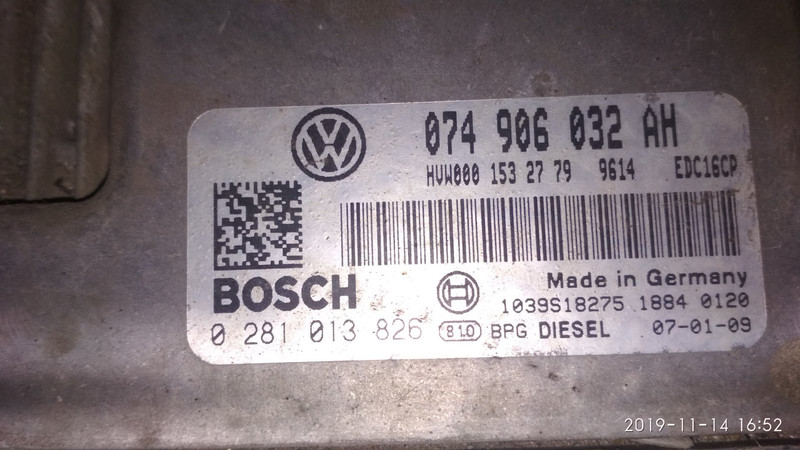 074 906 032 AH
HVW000 153 27 79 9614 EDC16CP
BOSCH
Made in Germany
1039S18275 1884 0120
0 281 013 826 810 BPG DIESEL 07-01-09
2019-11-14 16:52